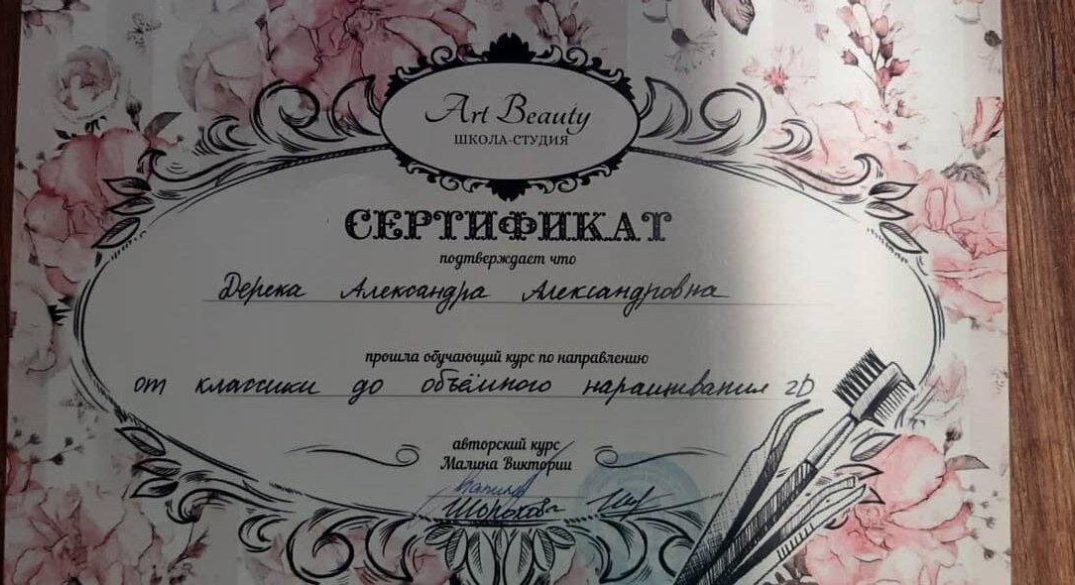 Art Beauty
ШКОЛА-СТУДИЯ
СЕРТИФИКАТ
подтверждает что
Дерека Александра Александровна
прошла обучающий курс по направлению
от классики до объёмного наращивания 2D
авторский курс
Малина Виктории